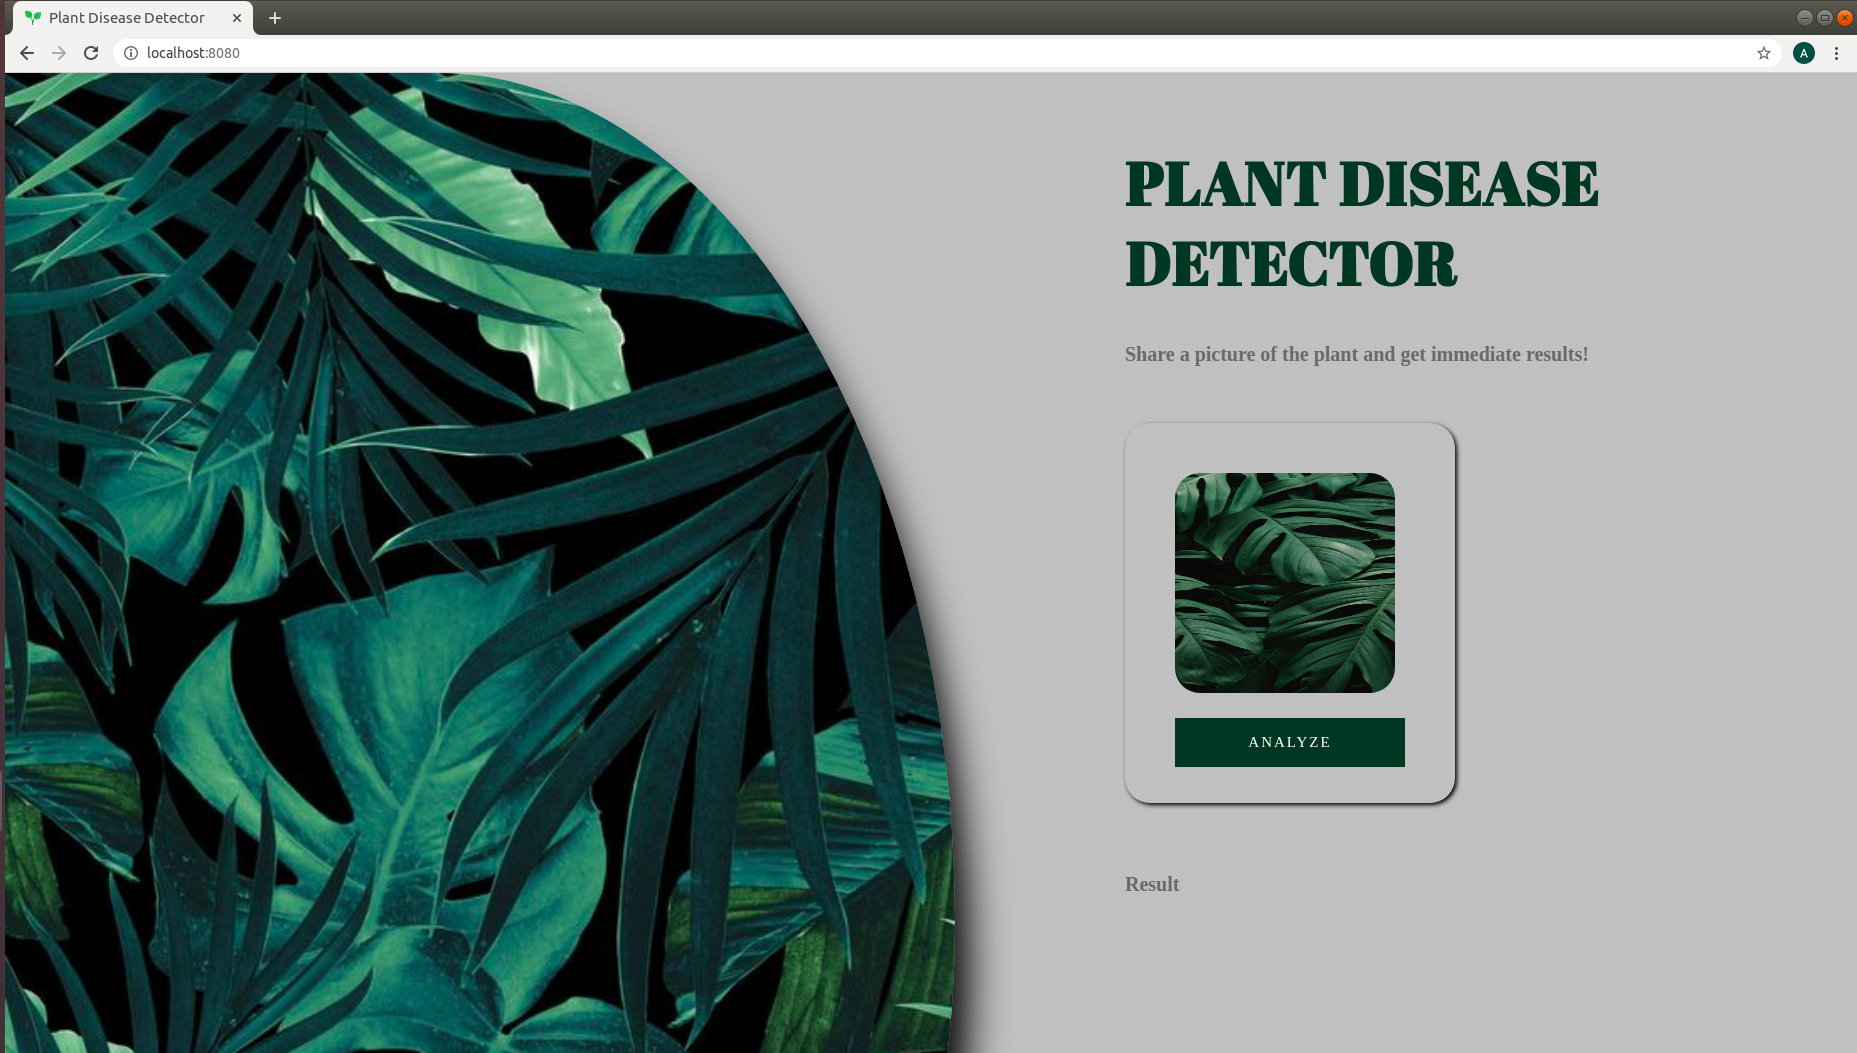 Plant Disease Detector
localhost:8080
A
PLANT DISEASE
DETECTOR
Share a picture of the plant and get immediate results!
ANALYZE
Result